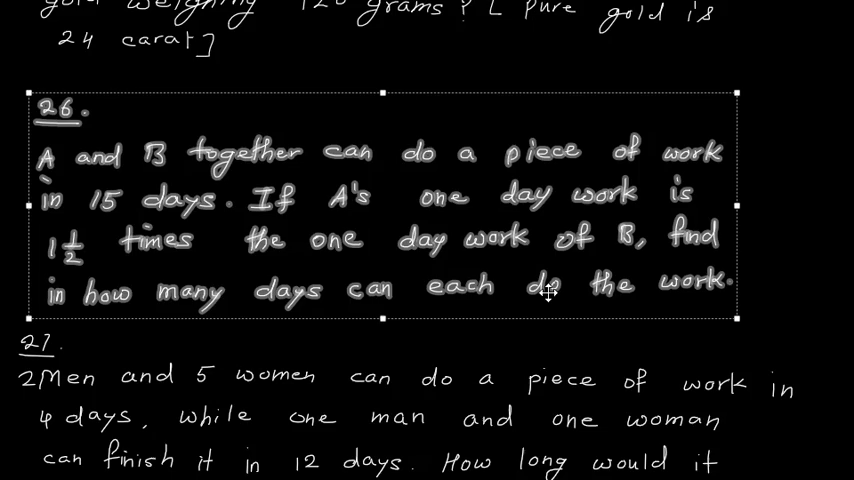 gold weighing 120 grams? [ Pure gold is
24 carat]
26.
A and B together can do a piece of work
in 15 days. If A's one day work is
1 1/2 times the one day work of B, find
in how many days can each do the work.
27.
2Men and 5 women can do a piece of work in
4 days, while one man and one woman
can finish it in 12 days. How long would it